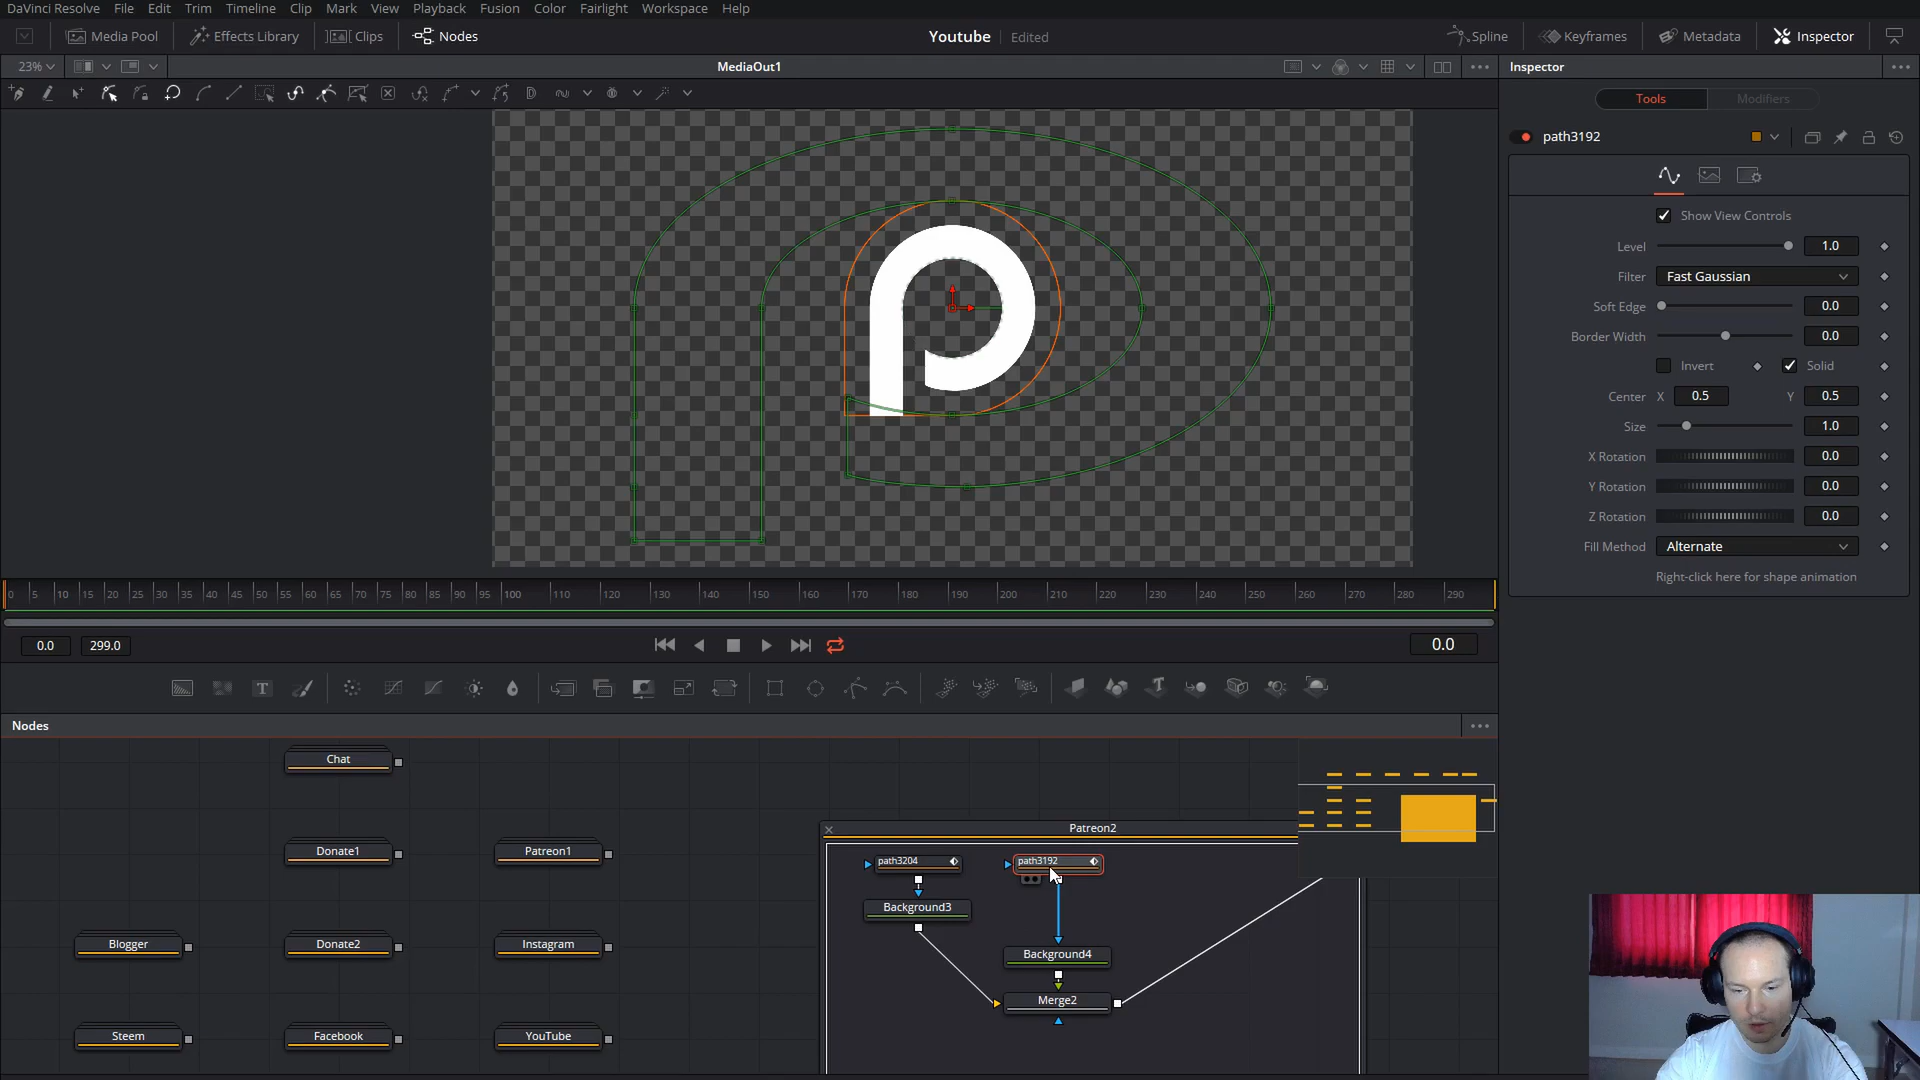 DaVinci Resolve File Edit Trim Timeline Clip Mark View Playback Fusion Color Fairlight Workspace Help
Media Pool Effects Library Clips Nodes Youtube Edited Spline Keyframes Metadata Inspector
23% MediaOut1 Inspector
Tools Modifiers
path3192
Show View Controls
Level 1.0
Filter Fast Gaussian
Soft Edge 0.0
Border Width 0.0
Invert Solid
Center X 0.5 Y 0.5
Size 1.0
X Rotation 0.0
Y Rotation 0.0
Z Rotation 0.0
Fill Method Alternate
Right-click here for shape animation
0 5 10 15 20 25 30 35 40 45 50 55 60 65 70 75 80 85 90 95 100 110 120 130 140 150 160 170 180 190 200 210 220 230 240 250 260 270 280 290
0.0 299.0 0.0
Nodes
Chat
Patreon2
Donate1 Patreon1 path3204 path3192
Background3
Blogger Donate2 Instagram Background4
Merge2
Steem Facebook YouTube